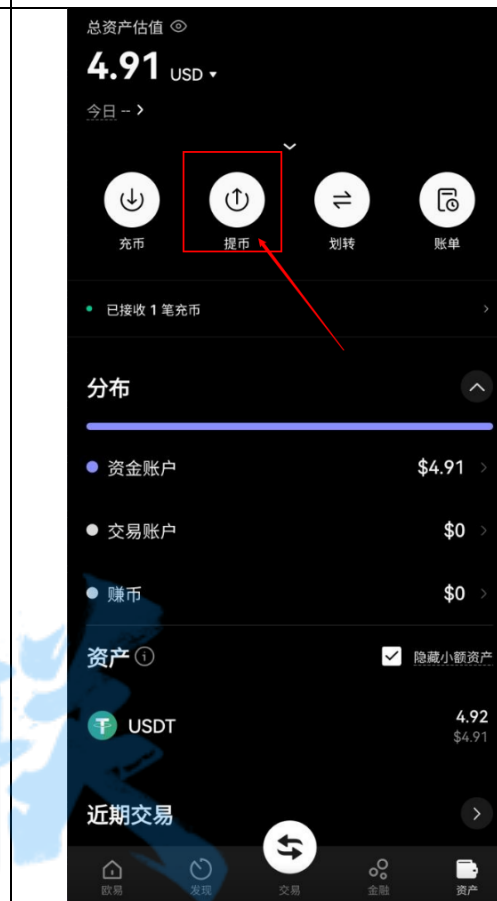 总资产估值
4.91 USD
今日 -- >
充币 提币 划转 账单
已接收 1 笔充币
分布
资金账户 $4.91
交易账户 $0
赚币 $0
资产 隐藏小额资产
USDT 4.92
$4.91
近期交易
欧易 发现 交易 金融 资产